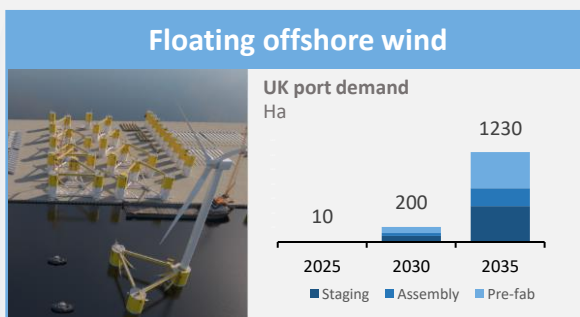 Floating offshore wind
UK port demand
Ha
1230
200
10
2025 2030 2035
Staging Assembly Pre-fab